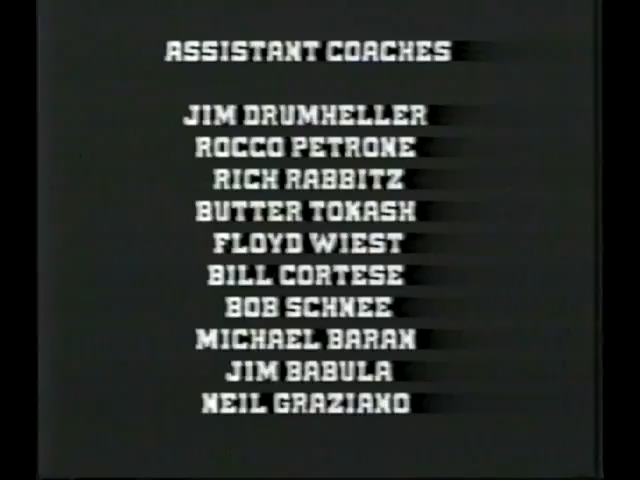 ASSISTANT COACHES
JIM DRUMHELLER
ROCCO PETRONE
RICH RABBITZ
BUTTER TOKASH
FLOYD WIEST
BILL CORTESE
BOB SCHNEE
MICHAEL BARAN
JIM BABULA
NEIL GRAZIANO